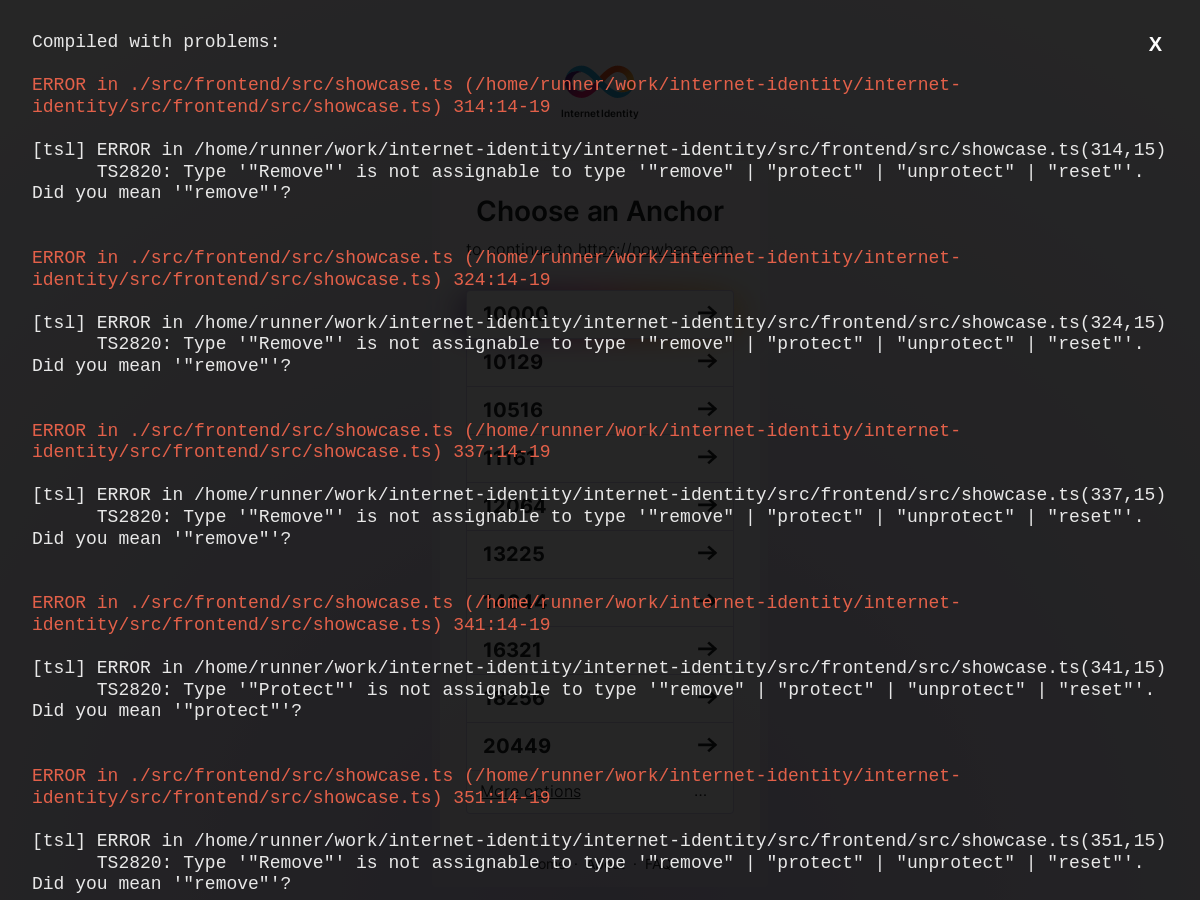 Compiled with problems:
X
ERROR in ./src/frontend/src/showcase.ts (/home/runner/work/internet-identity/internet-
identity/src/frontend/src/showcase.ts) 314:14-19
Internet Identity
[tsl] ERROR in /home/runner/work/internet-identity/internet-identity/src/frontend/src/showcase.ts(314,15)
TS2820: Type '"Remove"' is not assignable to type '"remove" | "protect" | "unprotect" | "reset"'.
Did you mean '"remove"'?
Choose an Anchor
to continue to https://nowhere.com
ERROR in ./src/frontend/src/showcase.ts (/home/runner/work/internet-identity/internet-
identity/src/frontend/src/showcase.ts) 324:14-19
10000
[tsl] ERROR in /home/runner/work/internet-identity/internet-identity/src/frontend/src/showcase.ts(324,15)
TS2820: Type '"Remove"' is not assignable to type '"remove" | "protect" | "unprotect" | "reset"'.
Did you mean '"remove"'?
10129
10516
ERROR in ./src/frontend/src/showcase.ts (/home/runner/work/internet-identity/internet-
identity/src/frontend/src/showcase.ts) 337:14-19
11161
[tsl] ERROR in /home/runner/work/internet-identity/internet-identity/src/frontend/src/showcase.ts(337,15)
TS2820: Type '"Remove"' is not assignable to type '"remove" | "protect" | "unprotect" | "reset"'.
Did you mean '"remove"'?
13225
ERROR in ./src/frontend/src/showcase.ts (/home/runner/work/internet-identity/internet-
identity/src/frontend/src/showcase.ts) 341:14-19
16321
[tsl] ERROR in /home/runner/work/internet-identity/internet-identity/src/frontend/src/showcase.ts(341,15)
TS2820: Type '"Protect"' is not assignable to type '"remove" | "protect" | "unprotect" | "reset"'.
Did you mean '"protect"'?
18256
20449
ERROR in ./src/frontend/src/showcase.ts (/home/runner/work/internet-identity/internet-
identity/src/frontend/src/showcase.ts) 351:14-19
More options
...
[tsl] ERROR in /home/runner/work/internet-identity/internet-identity/src/frontend/src/showcase.ts(351,15)
TS2820: Type '"Remove"' is not assignable to type '"remove" | "protect" | "unprotect" | "reset"'.
Did you mean '"remove"'?